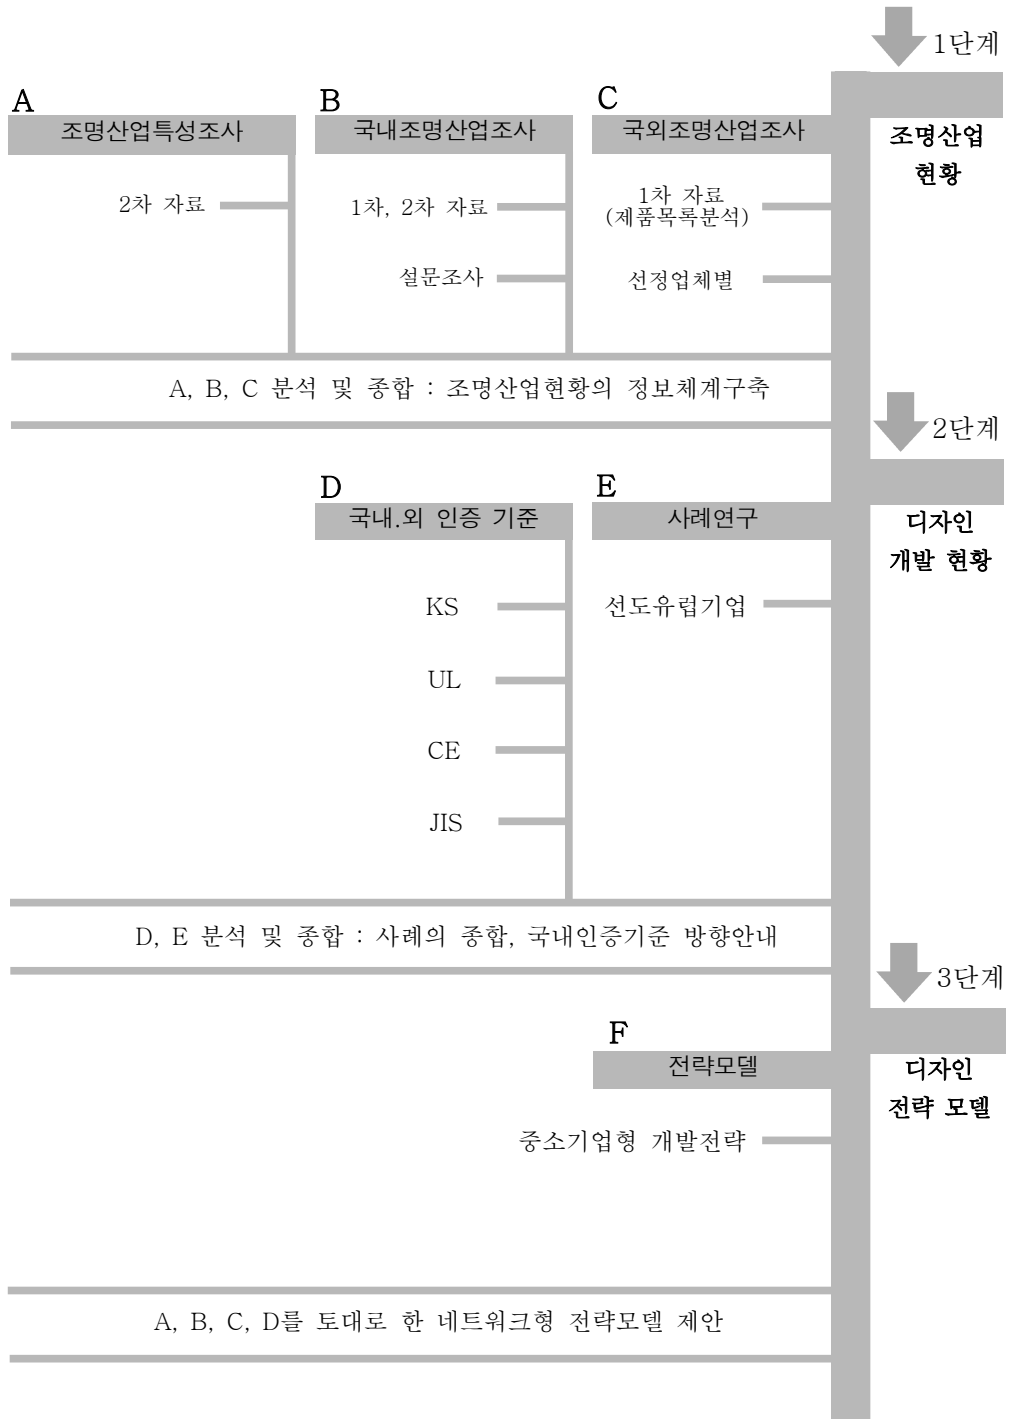 1단계
조명산업
현황
A
조명산업특성조사
2차 자료
B
국내조명산업조사
1차, 2차 자료
설문조사
C
국외조명산업조사
1차 자료
(제품목록분석)
선정업체별
A, B, C 분석 및 종합 : 조명산업현황의 정보체계구축
2단계
디자인
개발 현황
D
국내.외 인증 기준
KS
UL
CE
JIS
E
사례연구
선도유럽기업
D, E 분석 및 종합 : 사례의 종합, 국내인증기준 방향안내
3단계
디자인
전략 모델
F
전략모델
중소기업형 개발전략
A, B, C, D를 토대로 한 네트워크형 전략모델 제안